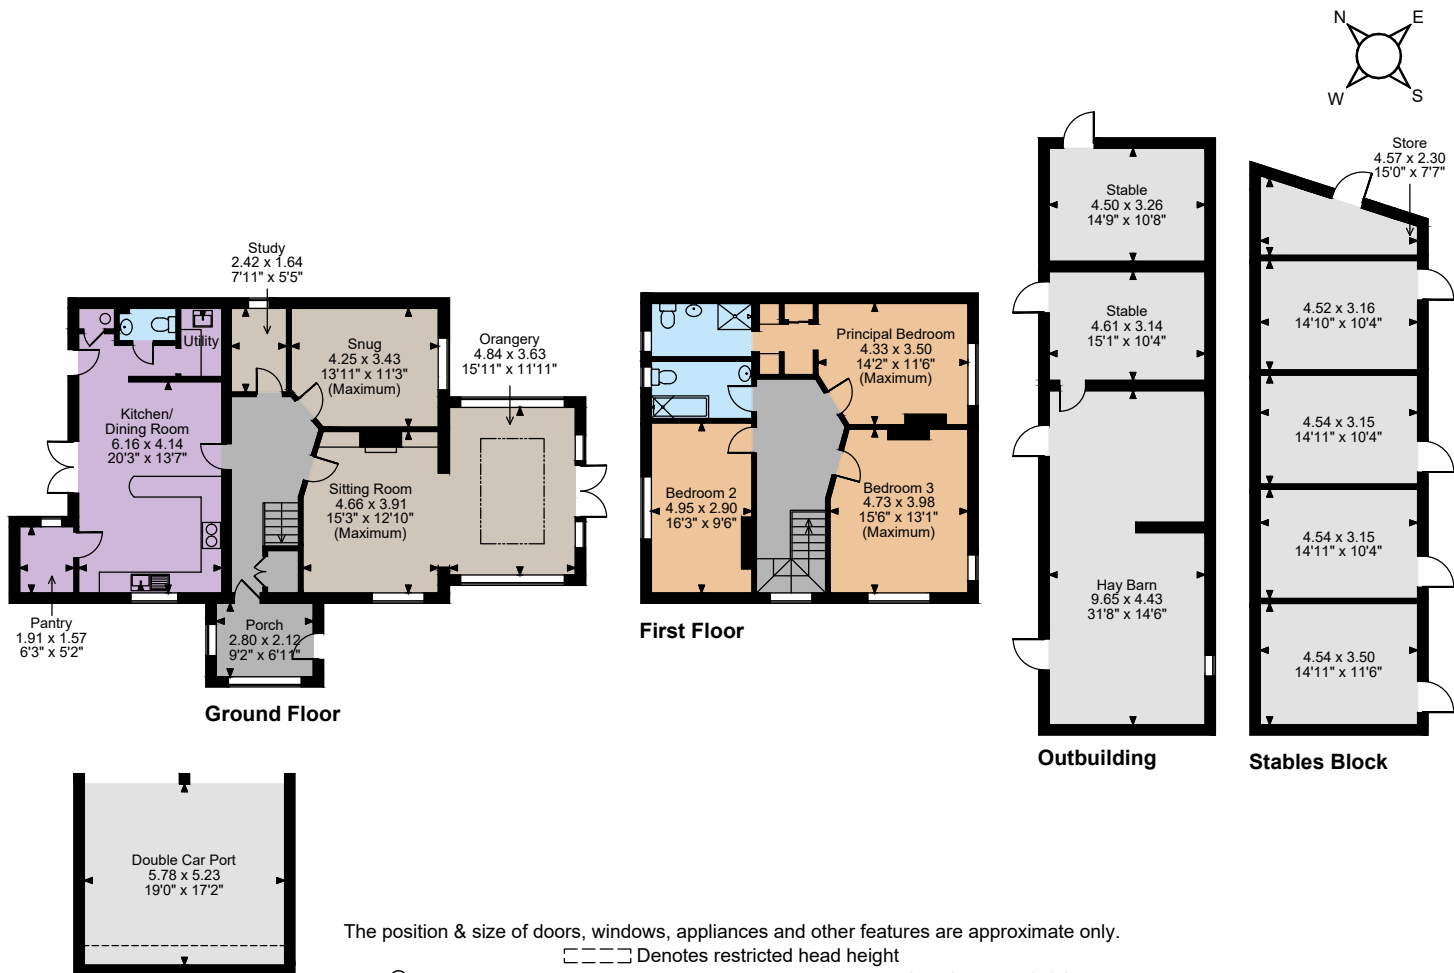 N
E
W
S
Study
2.42 x 1.64
7'11" x 5'5"
Utility
Snug
4.25 x 3.43
13'11" x 11'3"
(Maximum)
Orangery
4.84 x 3.63
15'11" x 11'11"
Kitchen/
Dining Room
6.16 x 4.14
20'3" x 13'7"
Sitting Room
4.66 x 3.91
15'3" x 12'10"
(Maximum)
Pantry
1.91 x 1.57
6'3" x 5'2"
Porch
2.80 x 2.12
9'2" x 6'11"
Ground Floor
Principal Bedroom
4.33 x 3.50
14'2" x 11'6"
(Maximum)
Bedroom 2
4.95 x 2.90
16'3" x 9'6"
Bedroom 3
4.73 x 3.98
15'6" x 13'1"
(Maximum)
First Floor
Stable
4.50 x 3.26
14'9" x 10'8"
Stable
4.61 x 3.14
15'1" x 10'4"
Hay Barn
9.65 x 4.43
31'8" x 14'6"
Outbuilding
Store
4.57 x 2.30
15'0" x 7'7"
4.52 x 3.16
14'10" x 10'4"
4.54 x 3.15
14'11" x 10'4"
4.54 x 3.15
14'11" x 10'4"
4.54 x 3.50
14'11" x 11'6"
Stables Block
Double Car Port
5.78 x 5.23
19'0" x 17'2"
The position & size of doors, windows, appliances and other features are approximate only.
Denotes restricted head height